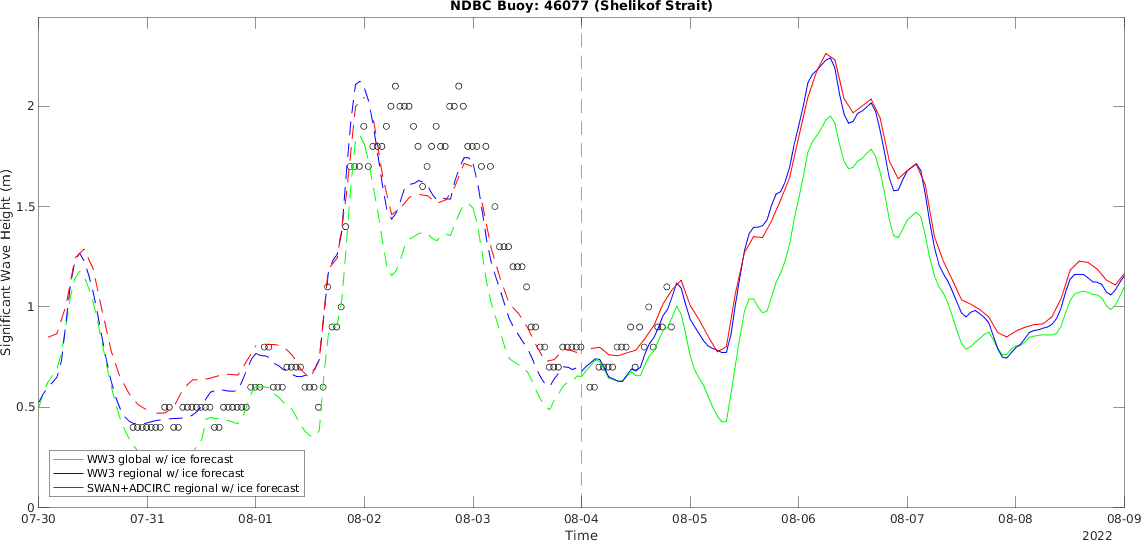 NDBC Buoy: 46077 (Shelikof Strait)
Significant Wave Height (m)
2
1.5
1
0.5
0
WW3 global w/ ice forecast
WW3 regional w/ ice forecast
SWAN+ADCIRC regional w/ ice forecast
07-30 07-31 08-01 08-02 08-03 08-04 08-05 08-06 08-07 08-08 08-09
Time
2022